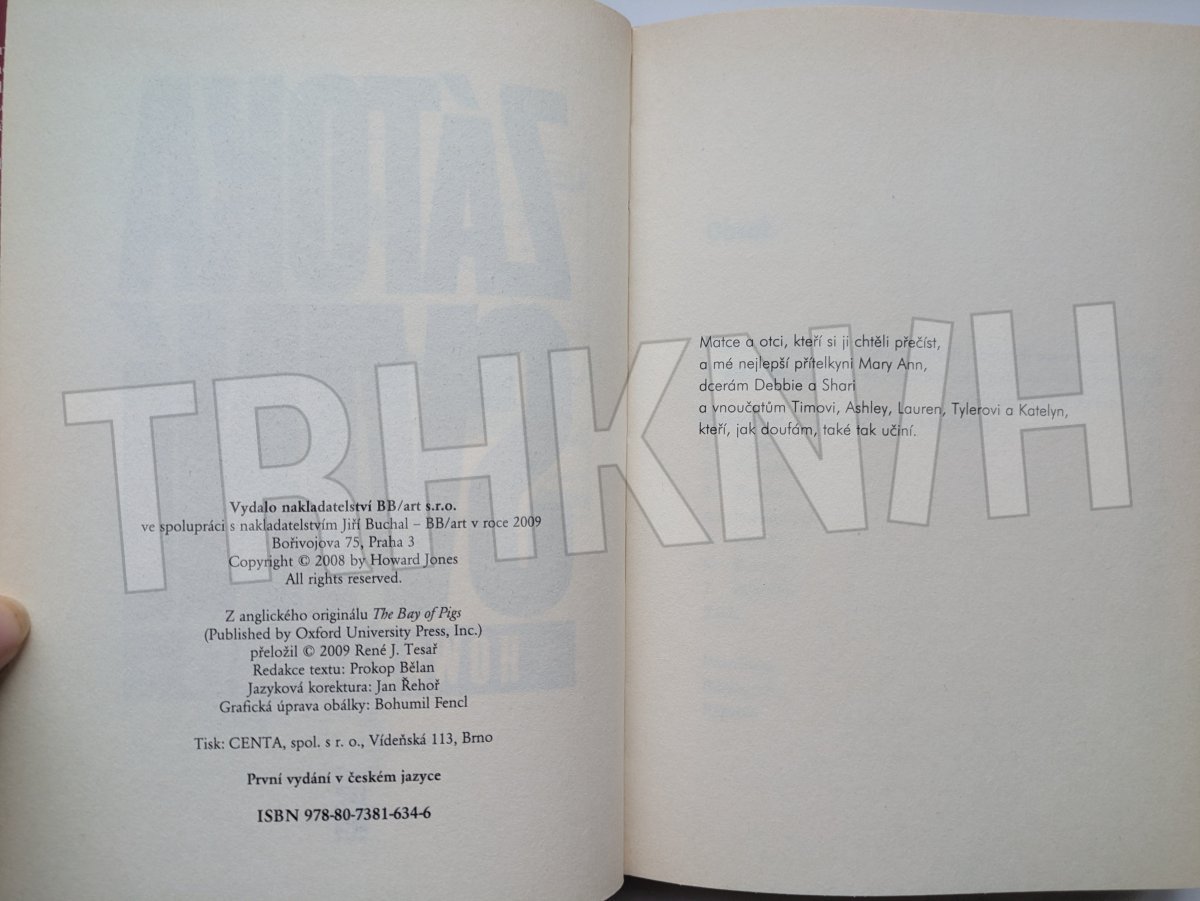 Vydalo nakladatelství BB/art s.r.o.
ve spolupráci s nakladatelstvím Jiří Buchal – BB/art v roce 2009
Bořivojova 75, Praha 3
Copyright © 2008 by Howard Jones
All rights reserved.
Z anglického originálu The Bay of Pigs
(Published by Oxford University Press, Inc.)
přeložil © 2009 René J. Tesař
Redakce textu: Prokop Bělan
Jazyková korektura: Jan Řehoř
Grafická úprava obálky: Bohumil Fencl
Tisk: CENTA, spol. s r. o., Vídeňská 113, Brno
První vydání v českém jazyce
ISBN 978-80-7381-634-6
Matce a otci, kteří si ji chtěli přečíst,
a mé nejlepší přítelkyni Mary Ann,
dcerám Debbie a Shari
a vnoučatům Timovi, Ashley, Lauren, Tylerovi a Katelyn,
kteří, jak doufám, také tak učiní.
TRHKNI/H
ZÁTOKA